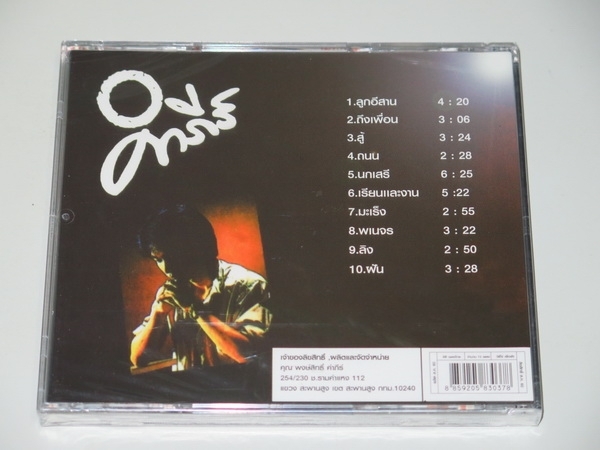 คำภีร์
1.ลูกอีสาน 4 : 20
2.ถึงเพื่อน 3 : 06
3.สู้ 3 : 24
4.ถนน 2 : 28
5.นกเสรี 6 : 25
6.เรียนและงาน 5 :22
7.มะเร็ง 2 : 55
8.พเนจร 3 : 22
9.ลิง 2 : 50
10.ฝัน 3 : 28
เจ้าของลิขสิทธิ์ ,ผลิตและจัดจำหน่าย
คุณ พงษ์สิทธิ์ คำภีร์
254/230 ซ.รามคำแหง 112
แขวง สะพานสูง เขต สะพานสูง กทม.10240
8 859205 830378